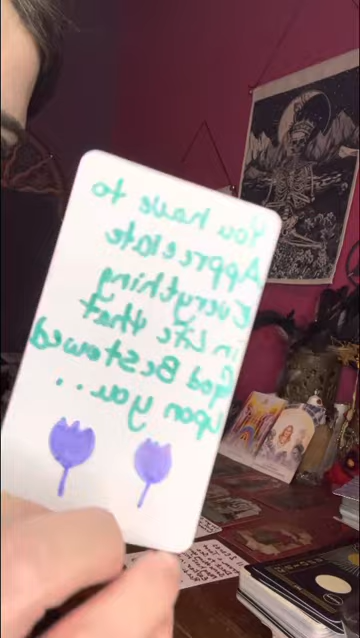 You have to
Appreciate
Everything
in Life that
God Bestowed
Upon you...